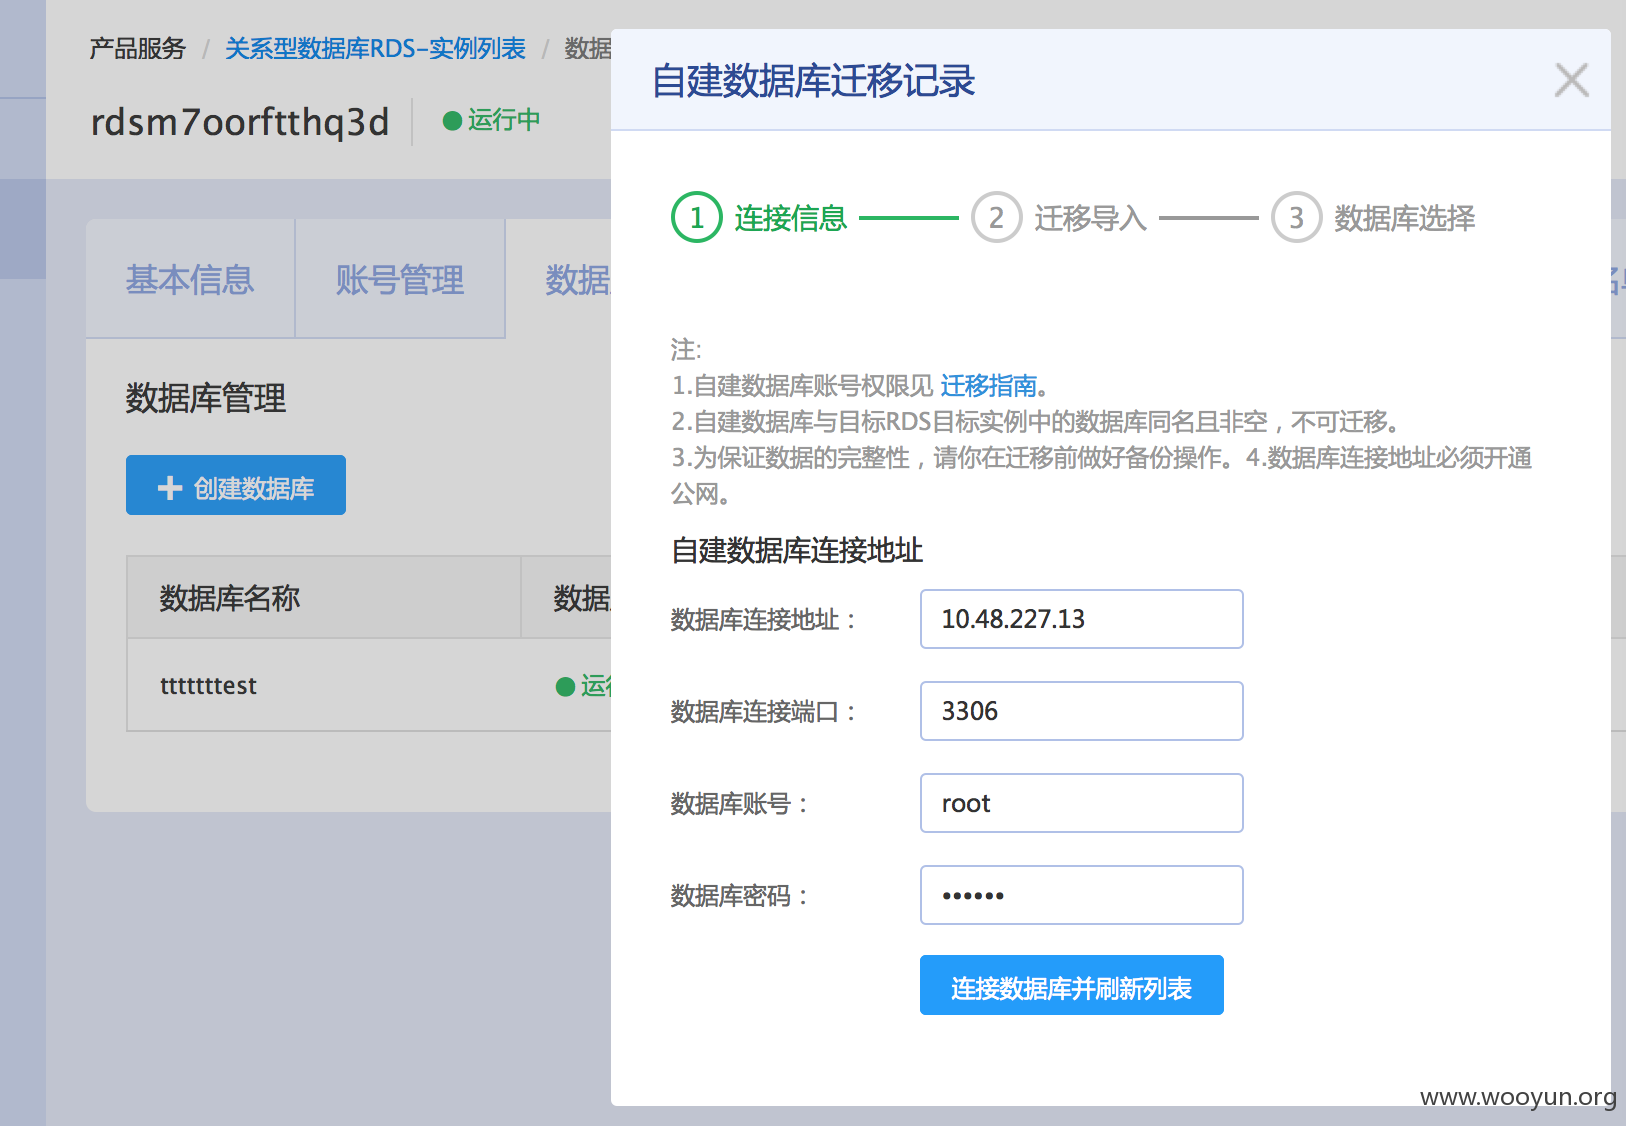 产品服务 / 关系型数据库RDS-实例列表 / 数据
rdsm7oorftthq3d
运行中
基本信息
账号管理
数据
数据库管理
创建数据库
数据库名称
数据
ttttttttest
运行
自建数据库迁移记录
1 连接信息
2 迁移导入
3 数据库选择
注:
1.自建数据库账号权限见 迁移指南。
2.自建数据库与目标RDS目标实例中的数据库同名且非空，不可迁移。
3.为保证数据的完整性，请你在迁移前做好备份操作。4.数据库连接地址必须开通
公网。
自建数据库连接地址
数据库连接地址： 10.48.227.13
数据库连接端口： 3306
数据库账号： root
数据库密码： ••••••
连接数据库并刷新列表
www.wooyun.org